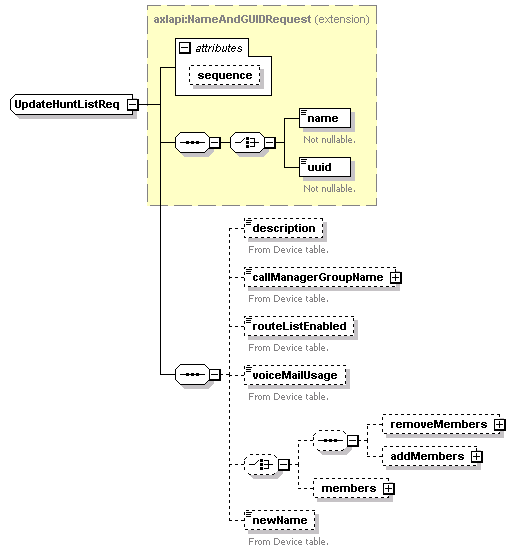 axlapi:NameAndGUIDRequest (extension)
attributes
sequence
UpdateHuntListReq
name
Not nullable.
uuid
Not nullable.
description
From Device table.
callManagerGroupName
From Device table.
routeListEnabled
From Device table.
voiceMailUsage
From Device table.
removeMembers
addMembers
members
newName
From Device table.